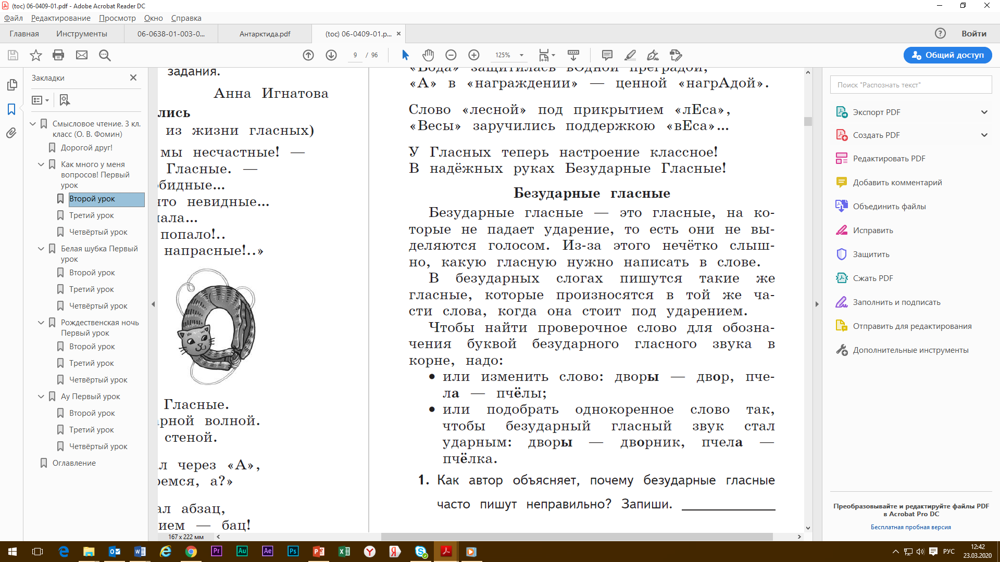 (toc) 06-0409-01.pdf - Adobe Acrobat Reader DC
Файл Редактирование Просмотр Окно Справка
Главная Инструменты 06-0638-01-003-0... Антарктида.pdf (toc) 06-0409-01.p... ×
Войти
9 / 96 125%
Общий доступ
Закладки
Смысловое чтение. 3 кл.
класс (О. В. Фомин)
Дорогой друг!
Как много у меня
вопросов! Первый
урок
Второй урок
Третий урок
Четвёртый урок
Белая шубка Первый
урок
Второй урок
Третий урок
Четвёртый урок
Рождественская ночь
Первый урок
Второй урок
Третий урок
Четвёртый урок
Ау Первый урок
Второй урок
Третий урок
Четвёртый урок
Оглавление
задания.
Анна Игнатова
лись
из жизни гласных)
мы несчастные! —
Гласные. —
бидные...
что невидные...
ала...
попало!..
напрасные!..»
Гласные.
арной волной.
стеной.
ал через «А»,
ремся, а?»
ал абзац,
ием — бац!
167 x 222 мм
«Вода» защитилась вОдной преградой,
«А» в «награждении» — ценной «нагрАдой».
Слово «лесной» под прикрытием «лЕса»,
«Весы» заручились поддержкою «вЕса»...
У Гласных теперь настроение классное!
В надёжных руках Безударные Гласные!
Безударные гласные
Безударные гласные — это гласные, на ко-
торые не падает ударение, то есть они не вы-
деляются голосом. Из-за этого нечётко слыш-
но, какую гласную нужно написать в слове.
В безударных слогах пишутся такие же
гласные, которые произносятся в той же ча-
сти слова, когда она стоит под ударением.
Чтобы найти проверочное слово для обозна-
чения буквой безударного гласного звука в
корне, надо:
• или изменить слово: дворы — двор, пче-
ла — пчёлы;
• или подобрать однокоренное слово так,
чтобы безударный гласный звук стал
ударным: дворы — дворник, пчела —
пчёлка.
1. Как автор объясняет, почему безударные гласные
часто пишут неправильно? Запиши.
Поиск "Распознать текст"
Экспорт PDF
Создать PDF
Редактировать PDF
Добавить комментарий
Объединить файлы
Исправить
Защитить
Сжать PDF
Заполнить и подписать
Отправить для редактирования
Дополнительные инструменты
Преобразовывайте и редактируйте файлы PDF
в Acrobat Pro DC
Бесплатная пробная версия
Pr Au Ae Ps
РУС
12:42
23.03.2020